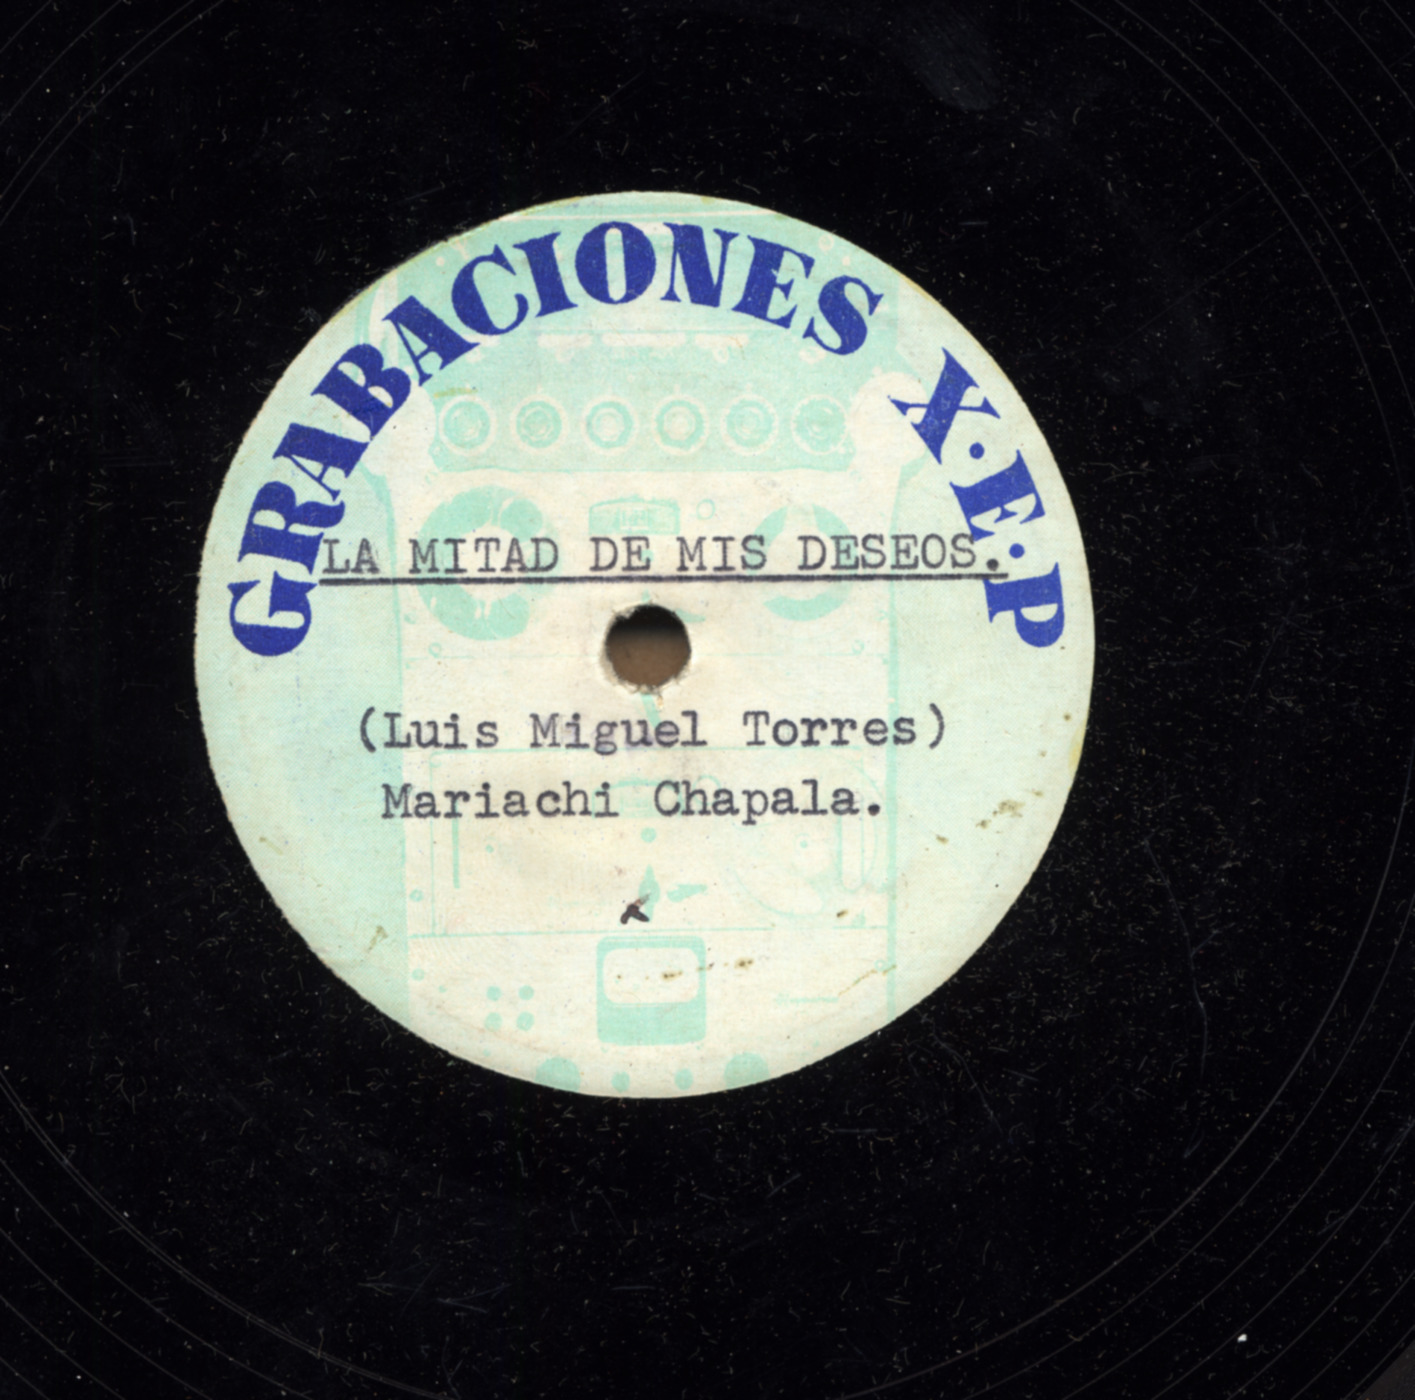 GRABACIONES X·E·P
LA MITAD DE MIS DESEOS.
(Luis Miguel Torres)
Mariachi Chapala.